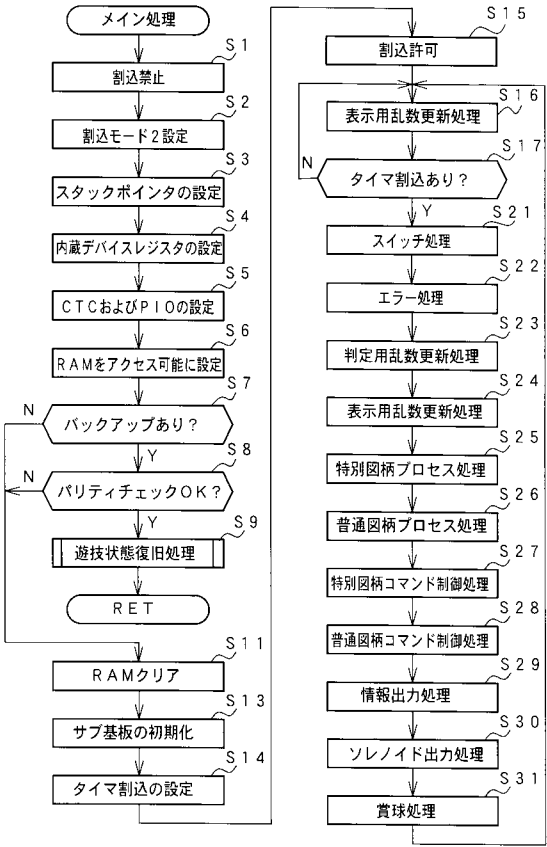 メイン処理
S1
割込禁止
S2
割込モード2設定
S3
スタックポインタの設定
S4
内蔵デバイスレジスタの設定
S5
CTCおよびPIOの設定
S6
RAMをアクセス可能に設定
S7
N
バックアップあり?
Y
S8
N
パリティチェックOK?
Y
S9
遊技状態復旧処理
RET
S11
RAMクリア
S13
サブ基板の初期化
S14
タイマ割込の設定
S15
割込許可
S16
表示用乱数更新処理
S17
N
タイマ割込あり?
Y
S21
スイッチ処理
S22
エラー処理
S23
判定用乱数更新処理
S24
表示用乱数更新処理
S25
特別図柄プロセス処理
S26
普通図柄プロセス処理
S27
特別図柄コマンド制御処理
S28
普通図柄コマンド制御処理
S29
情報出力処理
S30
ソレノイド出力処理
S31
賞球処理